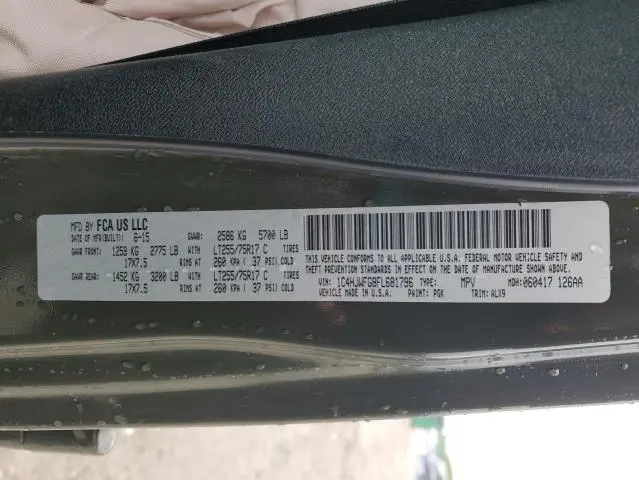 MFD BY FCA US LLC
DATE OF MFR(BUILT): 6-15 GVWR: 2586 KG 5700 LB
GAWR FRONT: 1259 KG 2775 LB WITH LT255/75R17 C TIRES
17X7.5 RIMS AT 260 KPA ( 37 PSI) COLD
GAWR REAR: 1452 KG 3200 LB WITH LT255/75R17 C TIRES
17X7.5 RIMS AT 260 KPA ( 37 PSI) COLD
THIS VEHICLE CONFORMS TO ALL APPLICABLE U.S.A. FEDERAL MOTOR VEHICLE SAFETY AND
THEFT PREVENTION STANDARDS IN EFFECT ON THE DATE OF MFR SHOWN ABOVE.
VIN: 1C4HJWFG8FL681796 TYPE: MPV MDH: 060417 126AA
VEHICLE MADE IN U.S.A. PAINT: PGK TRIM: ALX9